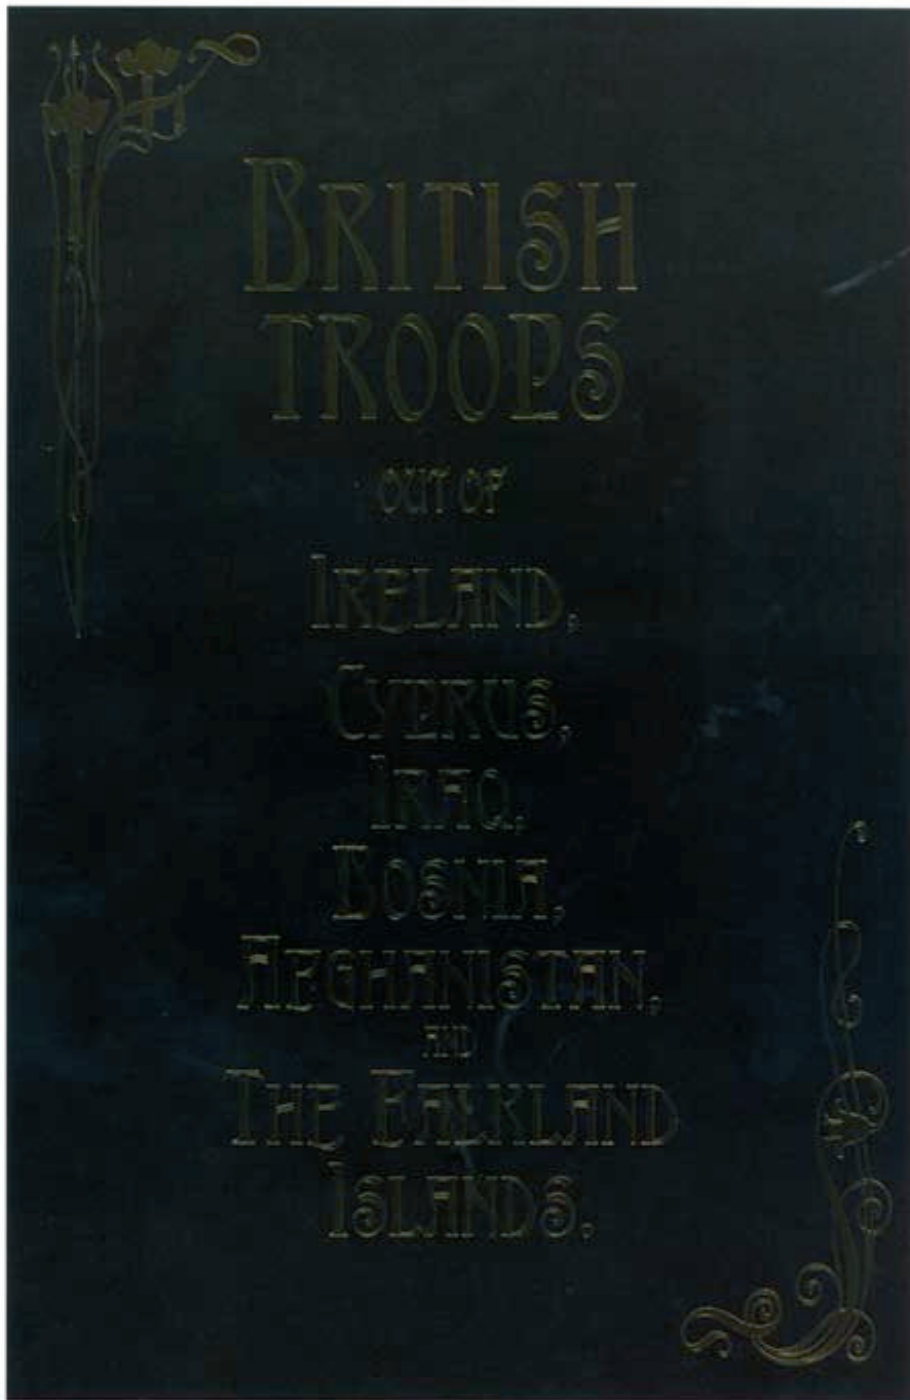 BRITISH
TROOPS
OUT OF
IRELAND,
CYPRUS,
IRAQ,
BOSNIA,
AFGHANISTAN,
AND
THE FALKLAND
ISLANDS.